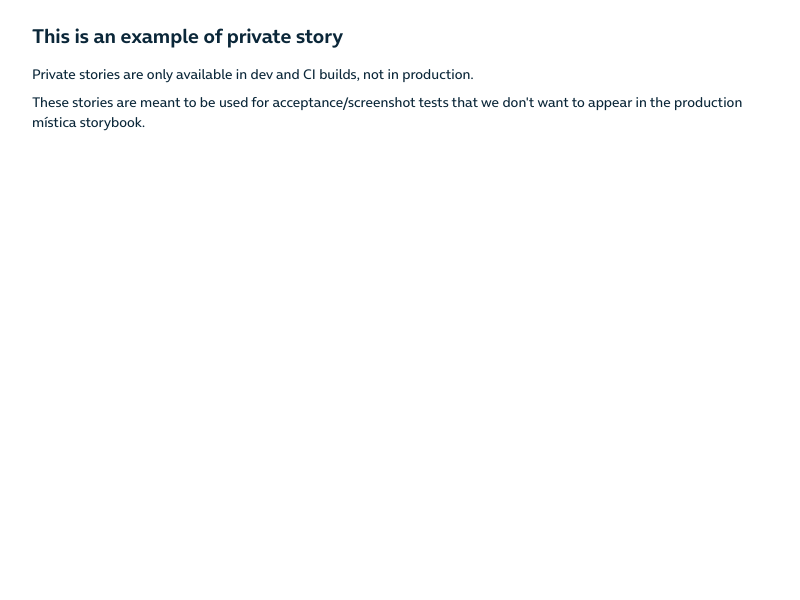 This is an example of private story
Private stories are only available in dev and CI builds, not in production.
These stories are meant to be used for acceptance/screenshot tests that we don't want to appear in the production
mística storybook.